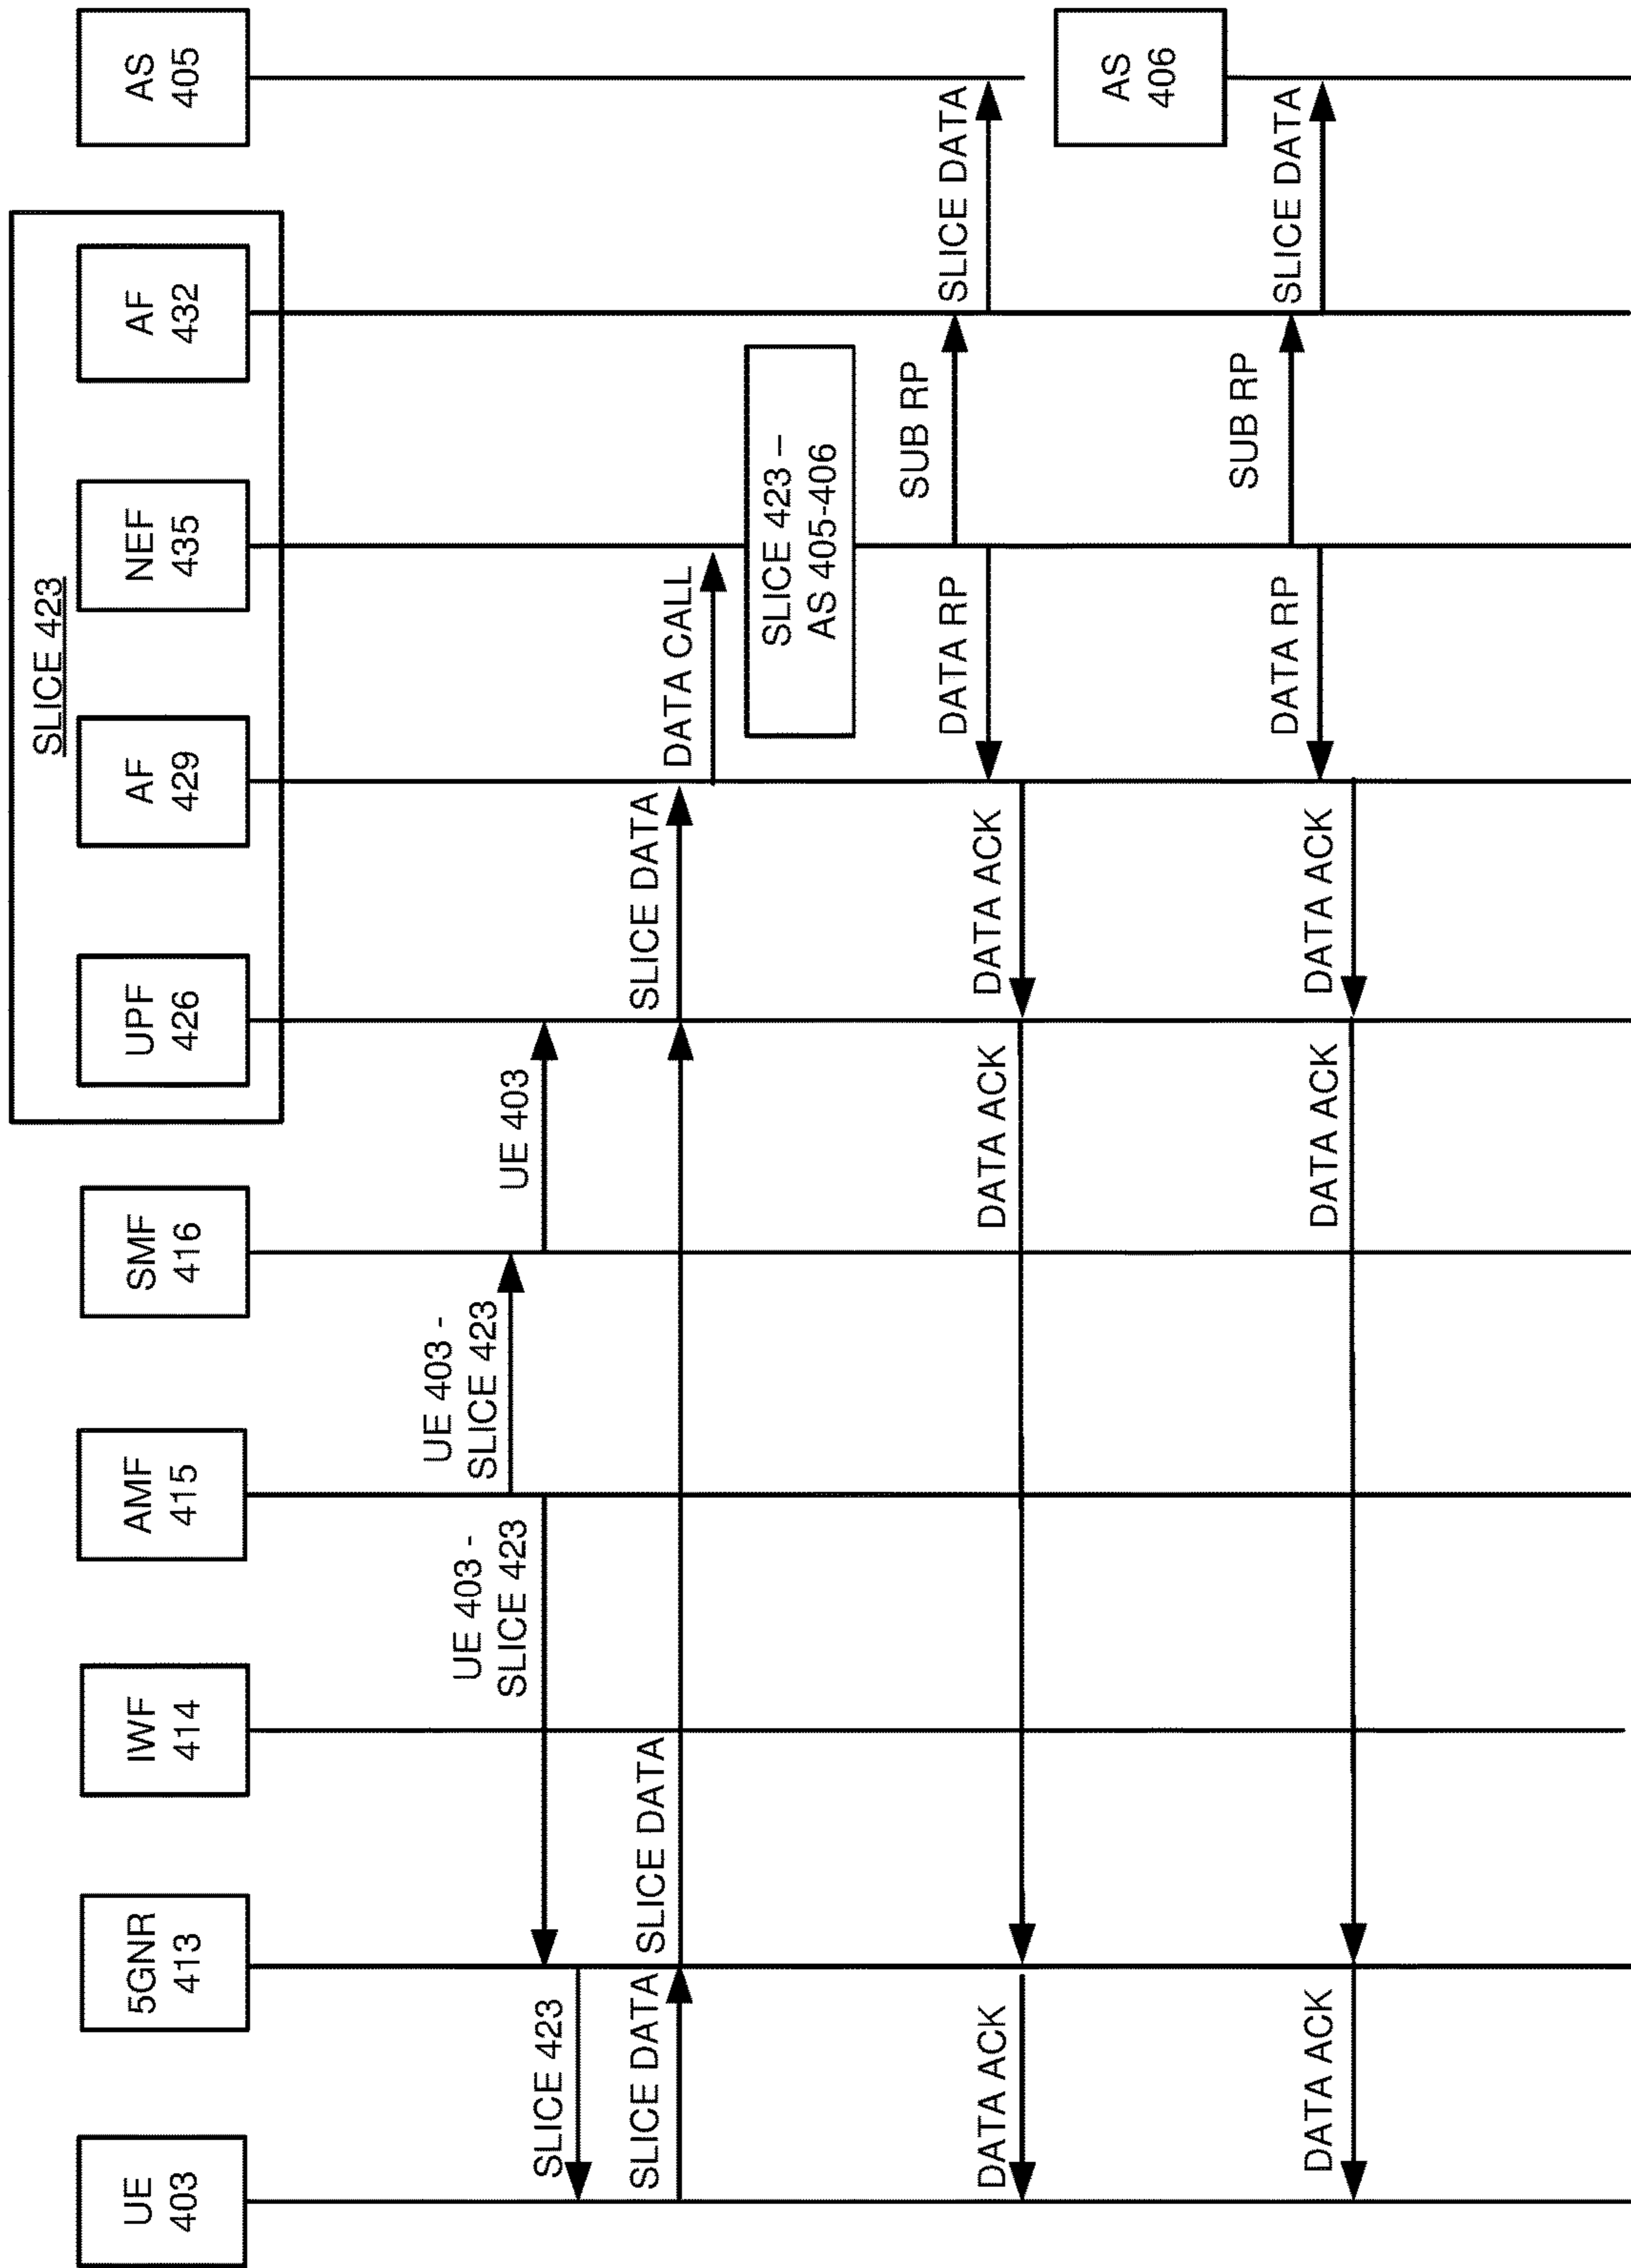 SLICE 423
UE
403
5GNR
413
IWF
414
AMF
415
SMF
416
UPF
426
AF
429
NEF
435
AF
432
AS
405
UE 403 -
SLICE 423
UE 403 -
SLICE 423
UE 403
SLICE 423
SLICE DATA
SLICE DATA
SLICE DATA
DATA CALL
SLICE 423 –
AS 405-406
SUB RP
SLICE DATA
DATA RP
DATA ACK
DATA ACK
DATA ACK
AS
406
SUB RP
SLICE DATA
DATA RP
DATA ACK
DATA ACK
DATA ACK